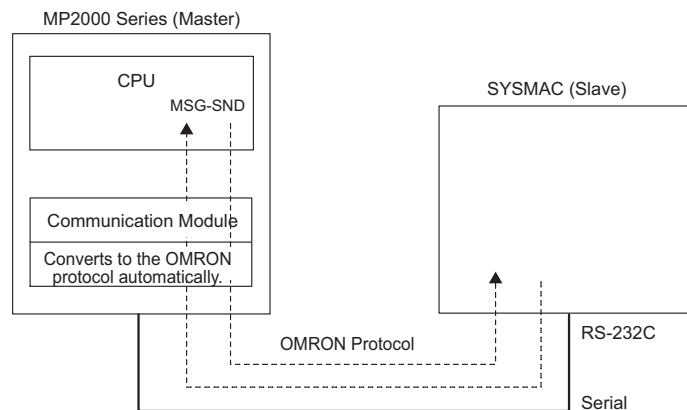 MP2000 Series (Master)
CPU
MSG-SND
SYSMAC (Slave)
Communication Module
Converts to the OMRON
protocol automatically.
OMRON Protocol
RS-232C
Serial